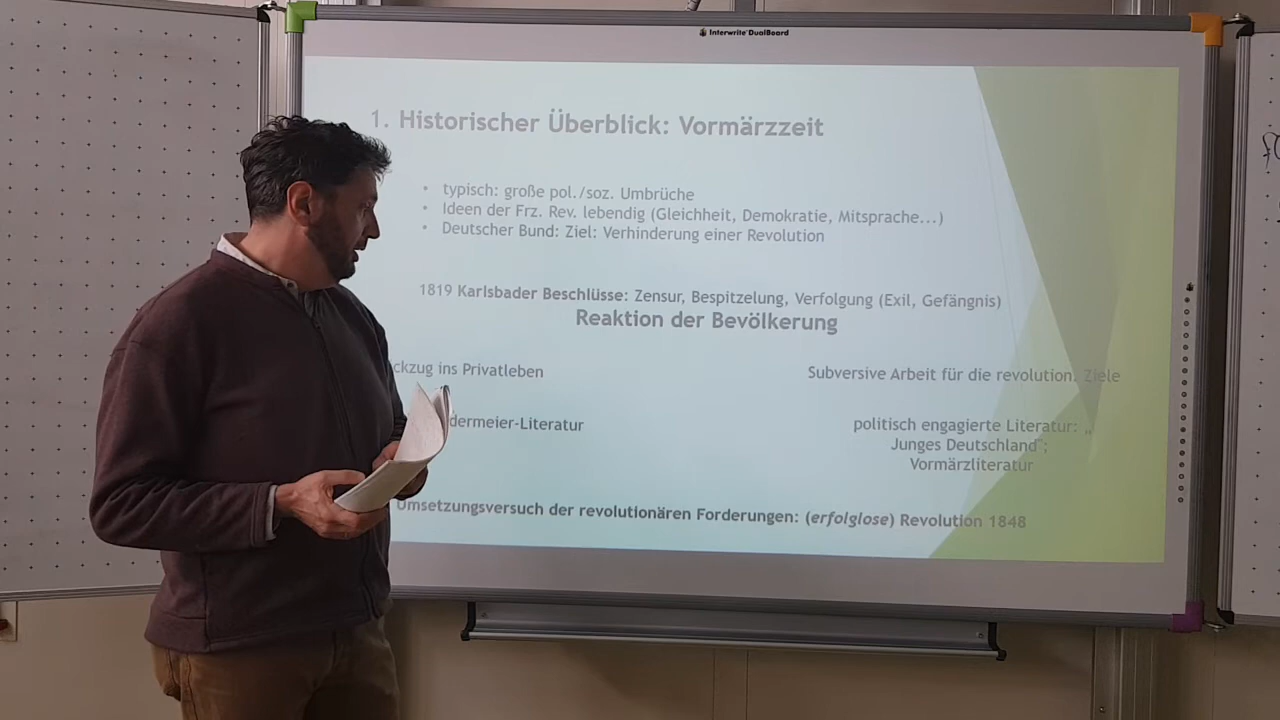 Interwrite DualBoard
1. Historischer Überblick: Vormärzzeit
• typisch: große pol./soz. Umbrüche
• Ideen der Frz. Rev. lebendig (Gleichheit, Demokratie, Mitsprache...)
• Deutscher Bund: Ziel: Verhinderung einer Revolution
1819 Karlsbader Beschlüsse: Zensur, Bespitzelung, Verfolgung (Exil, Gefängnis)
Reaktion der Bevölkerung
ckzug ins Privatleben
Subversive Arbeit für die revolution. Ziele
dermeier-Literatur
politisch engagierte Literatur: „
Junges Deutschland";
Vormärzliteratur
Umsetzungsversuch der revolutionären Forderungen: (erfolglose) Revolution 1848